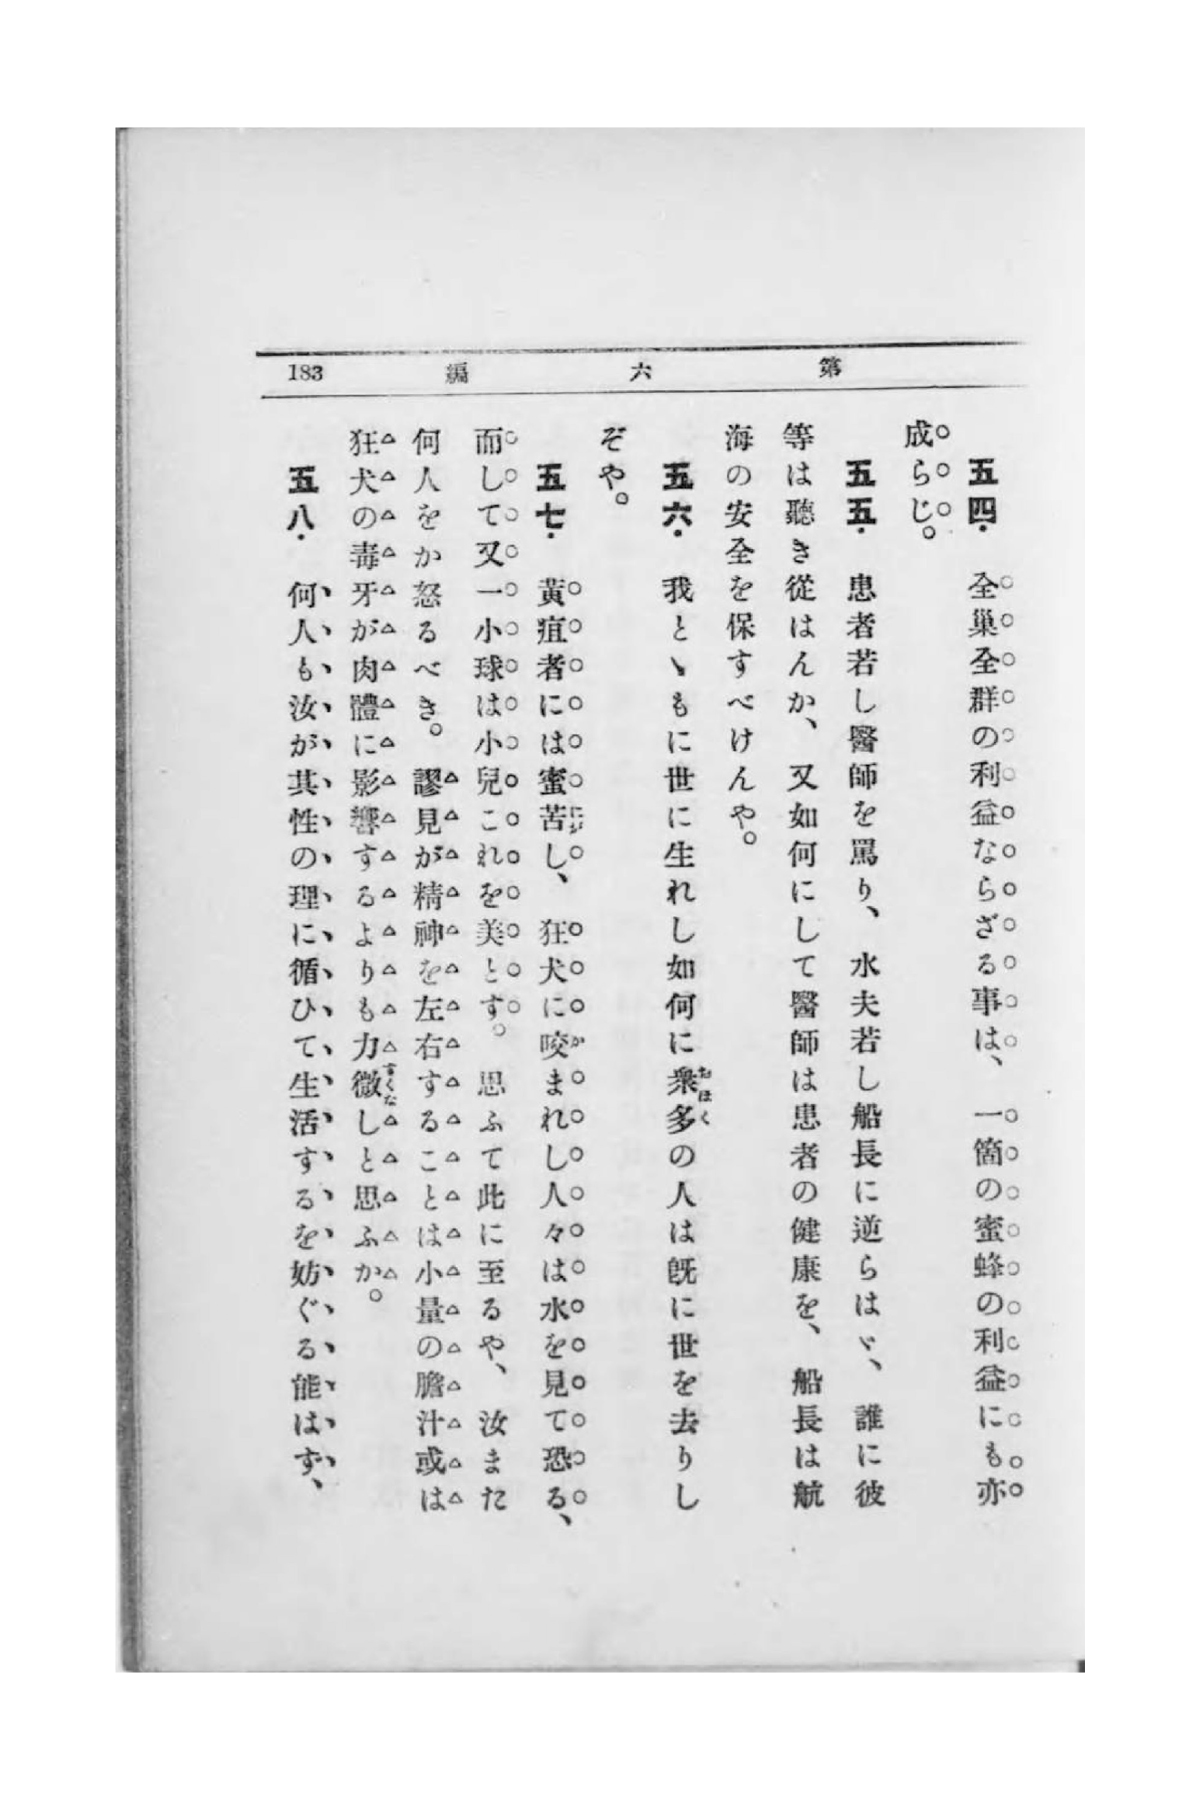 第六編 183
五四・ 全巣全群の利益ならざる事は、一箇の蜜蜂の利益にも亦
成らじ。
五五・ 患者若し醫師を罵り、水夫若し船長に逆らはゞ、誰に彼
等は聽き從はんか、又如何にして醫師は患者の健康を、船長は航
海の安全を保すべけんや。
五六・ 我とゝもに世に生れし如何に衆多の人は既に世を去りし
ぞや。
五七・ 黄疸者には蜜苦し、狂犬に咬まれし人々は水を見て恐る、
而して又一小球は小兒これを美とす。思ふて此に至るや、汝また
何人をか怒るべき。謬見が精神を左右することは小量の膽汁或は
狂犬の毒牙が肉體に影響するよりも力微しと思ふか。
五八・ 何人も汝が其性の理に循ひて生活するを妨ぐる能はず、